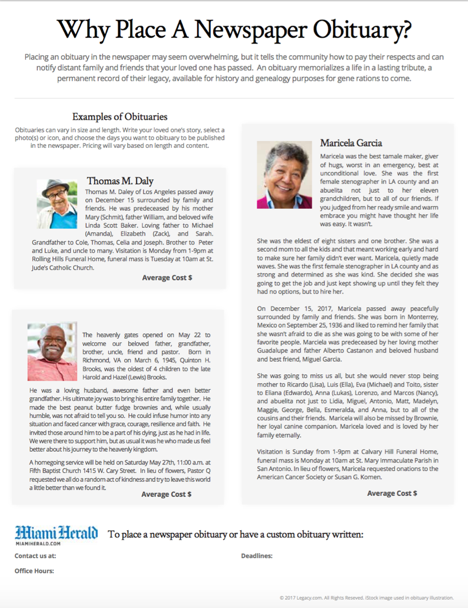 Why Place A Newspaper Obituary?
Placing an obituary in the newspaper may seem overwhelming, but it tells the community how to pay their respects and can
notify distant family and friends that your loved one has passed. An obituary memorializes a life in a lasting tribute, a
permanent record of their legacy, available for history and genealogy purposes for gene rations to come.
Examples of Obituaries
Obituaries can vary in size and length. Write your loved one's story, select a
photo(s) or icon, and choose the days you want to obituary to be published
in the newspaper. Pricing will vary based on length and content.
Thomas M. Daly
Thomas M. Daly of Los Angeles passed away
on December 15 surrounded by family and
friends. He was predeceased by his mother
Mary (Schmit), father William, and beloved wife
Linda Scott Baker. Loving father to Michael
(Amanda), Elizabeth (Zack), and Sarah.
Grandfather to Cole, Thomas, Celia and Joseph. Brother to Peter
and Luke, and uncle to many. Visitation is Monday from 1-9pm at
Rolling Hills Funeral Home, funeral mass is Tuesday at 10am at St.
Jude's Catholic Church.
Average Cost $
The heavenly gates opened on May 22 to
welcome our beloved father, grandfather,
brother, uncle, friend and pastor. Born in
Richmond, VA on March 6, 1945, Quinton H.
Brooks, was the oldest of 4 children to the late
Harold and Hazel (Lewis) Brooks.
He was a loving husband, awesome father and even better
grandfather. His ultimate joy was to bring his entire family together. He
made the best peanut butter fudge brownies and, while usually
humble, was not afraid to tell you so. He could infuse humor into any
situation and faced cancer with grace, courage, resilience and faith. He
invited those around him to be a part of his dying, just as he had in life.
We were there to support him, but as usual it was he who made us feel
better about his journey to the heavenly kingdom.
A homegoing service will be held on Saturday May 27th, 11:00 a.m. at
Fifth Baptist Church 1415 W. Cary Street. In lieu of flowers, Pastor Q
requested we all do a random act of kindness and try to leave this world
a little better than we found it.
Average Cost $
Maricela Garcia
Maricela was the best tamale maker, giver
of hugs, worst in an emergency, best at
unconditional love. She was the first
female stenographer in LA county and an
abuelita not just to her eleven
grandchildren, but to all of our friends. If
you judged from her ready smile and warm
embrace you might have thought her life
was easy. It wasn't.
She was the eldest of eight sisters and one brother. She was a
second mom to all the kids and that meant working early and hard
to make sure her family didn't ever want. Maricela, quietly made
waves. She was the first female stenographer in LA county and as
strong and determined as she was kind. She decided she was
going to get the job and just kept showing up until they felt they
had no options, but to hire her.
On December 15, 2017, Maricela passed away peacefully
surrounded by family and friends. She was born in Monterrey,
Mexico on September 25, 1936 and liked to remind her family that
she wasn't afraid to die as she was going to be with some of her
favorite people. Maricela was predeceased by her loving mother
Guadalupe and father Alberto Castanon and beloved husband
and best friend, Miguel Garcia.
She was going to miss us all, but she would never stop being
mother to Ricardo (Lisa), Luis (Ella), Eva (Michael) and Toito, sister
to Eliana (Edward), Anna (Lukas), Lorenzo, and Marcos (Nancy),
and abuelita not just to Lidia, Miguel, Antonio, Matt, Madelyn,
Maggie, George, Bella, Esmerelda, and Anna, but to all of the
cousins and their friends. Maricela will also be missed by Brownie,
her loyal canine companion. Maricela loved and is loved by her
family eternally.
Visitation is Sunday from 1-9pm at Calvary Hill Funeral Home,
funeral mass is Monday at 10am at St. Mary Immaculate Parish in
San Antonio. In lieu of flowers, Maricela requested onations to the
American Cancer Society or Susan G. Komen.
Average Cost $
Miami Herald
MIAMIHERALD.COM
To place a newspaper obituary or have a custom obituary written:
Contact us at:
Deadlines:
Office Hours:
© 2017 Legacy.com. All Rights Reseved. iStock image used in obituary illustration.